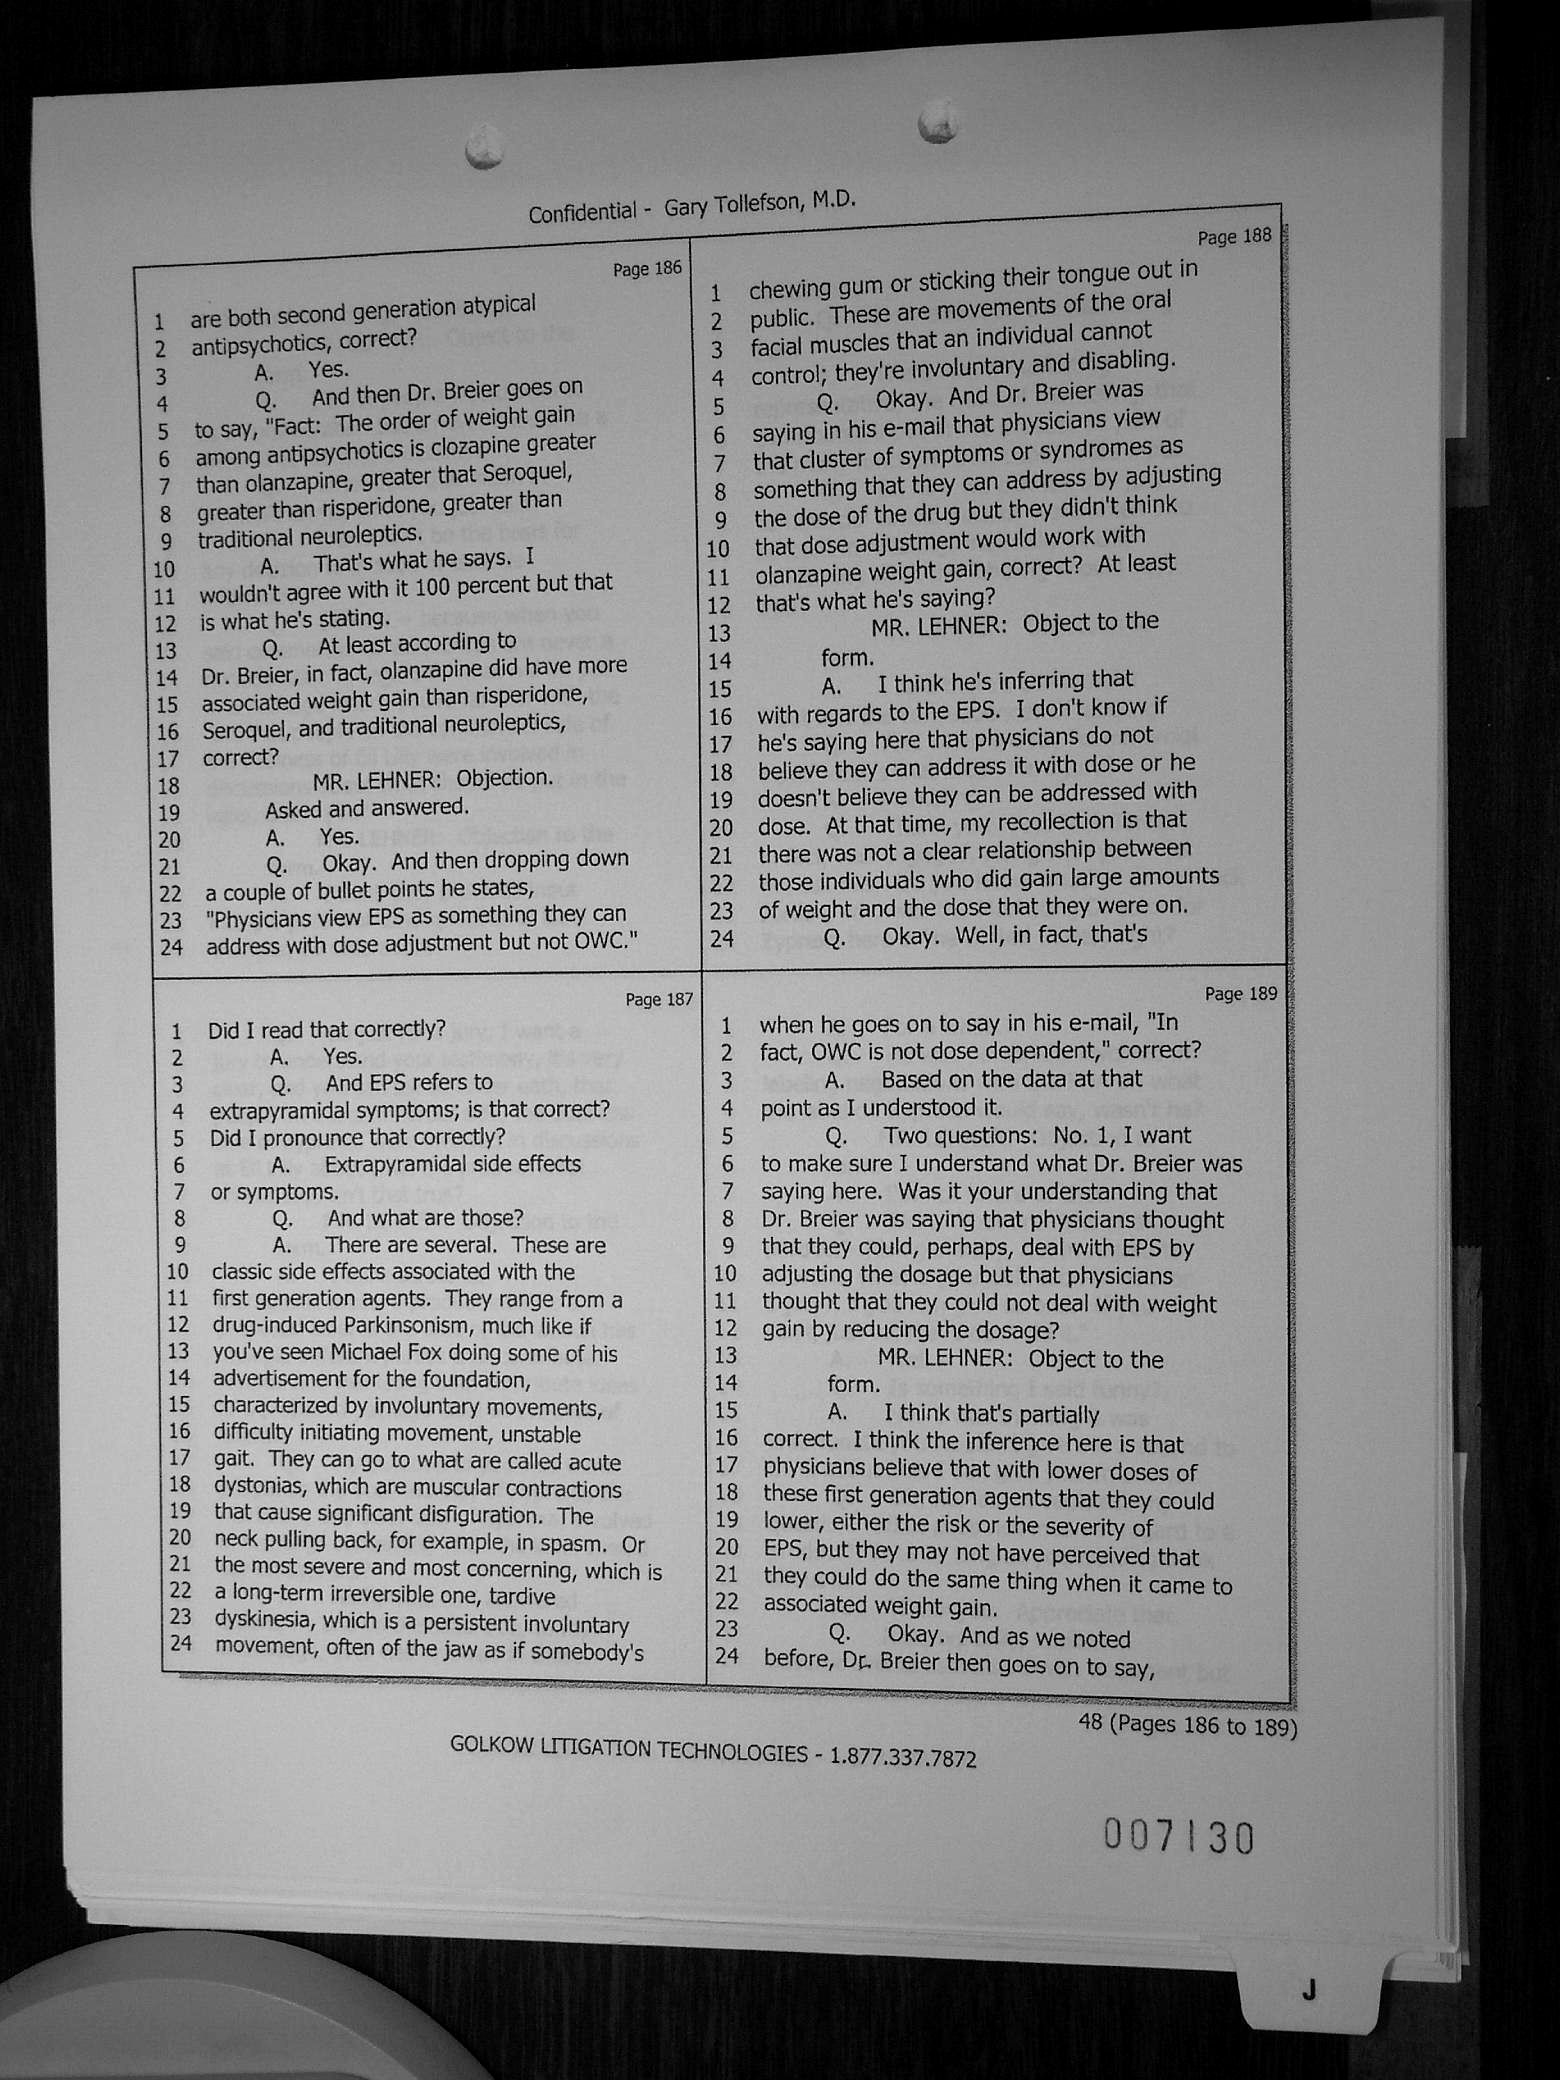 Confidential - Gary Tollefson, M.D.
Page 186
1 are both second generation atypical
2 antipsychotics, correct?
3 A. Yes.
4 Q. And then Dr. Breier goes on
5 to say, "Fact: The order of weight gain
6 among antipsychotics is clozapine greater
7 than olanzapine, greater that Seroquel,
8 greater than risperidone, greater than
9 traditional neuroleptics.
10 A. That's what he says. I
11 wouldn't agree with it 100 percent but that
12 is what he's stating.
13 Q. At least according to
14 Dr. Breier, in fact, olanzapine did have more
15 associated weight gain than risperidone,
16 Seroquel, and traditional neuroleptics,
17 correct?
18 MR. LEHNER: Objection.
19 Asked and answered.
20 A. Yes.
21 Q. Okay. And then dropping down
22 a couple of bullet points he states,
23 "Physicians view EPS as something they can
24 address with dose adjustment but not OWC."
Page 187
1 Did I read that correctly?
2 A. Yes.
3 Q. And EPS refers to
4 extrapyramidal symptoms; is that correct?
5 Did I pronounce that correctly?
6 A. Extrapyramidal side effects
7 or symptoms.
8 Q. And what are those?
9 A. There are several. These are
10 classic side effects associated with the
11 first generation agents. They range from a
12 drug-induced Parkinsonism, much like if
13 you've seen Michael Fox doing some of his
14 advertisement for the foundation,
15 characterized by involuntary movements,
16 difficulty initiating movement, unstable
17 gait. They can go to what are called acute
18 dystonias, which are muscular contractions
19 that cause significant disfiguration. The
20 neck pulling back, for example, in spasm. Or
21 the most severe and most concerning, which is
22 a long-term irreversible one, tardive
23 dyskinesia, which is a persistent involuntary
24 movement, often of the jaw as if somebody's
Page 188
1 chewing gum or sticking their tongue out in
2 public. These are movements of the oral
3 facial muscles that an individual cannot
4 control; they're involuntary and disabling.
5 Q. Okay. And Dr. Breier was
6 saying in his e-mail that physicians view
7 that cluster of symptoms or syndromes as
8 something that they can address by adjusting
9 the dose of the drug but they didn't think
10 that dose adjustment would work with
11 olanzapine weight gain, correct? At least
12 that's what he's saying?
13 MR. LEHNER: Object to the
14 form.
15 A. I think he's inferring that
16 with regards to the EPS. I don't know if
17 he's saying here that physicians do not
18 believe they can address it with dose or he
19 doesn't believe they can be addressed with
20 dose. At that time, my recollection is that
21 there was not a clear relationship between
22 those individuals who did gain large amounts
23 of weight and the dose that they were on.
24 Q. Okay. Well, in fact, that's
Page 189
1 when he goes on to say in his e-mail, "In
2 fact, OWC is not dose dependent," correct?
3 A. Based on the data at that
4 point as I understood it.
5 Q. Two questions: No. 1, I want
6 to make sure I understand what Dr. Breier was
7 saying here. Was it your understanding that
8 Dr. Breier was saying that physicians thought
9 that they could, perhaps, deal with EPS by
10 adjusting the dosage but that physicians
11 thought that they could not deal with weight
12 gain by reducing the dosage?
13 MR. LEHNER: Object to the
14 form.
15 A. I think that's partially
16 correct. I think the inference here is that
17 physicians believe that with lower doses of
18 these first generation agents that they could
19 lower, either the risk or the severity of
20 EPS, but they may not have perceived that
21 they could do the same thing when it came to
22 associated weight gain.
23 Q. Okay. And as we noted
24 before, Dr. Breier then goes on to say,
48 (Pages 186 to 189)
GOLKOW LITIGATION TECHNOLOGIES - 1.877.337.7872
007130
J